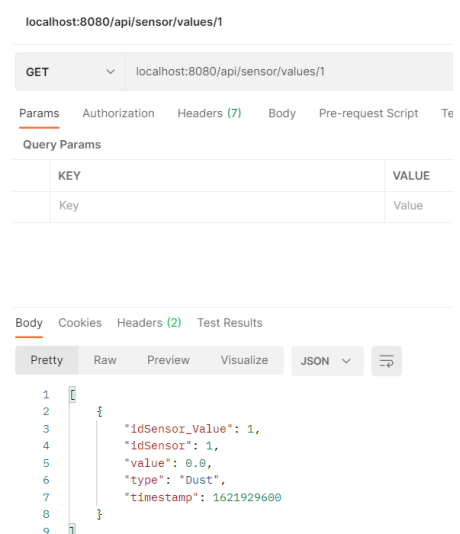 localhost:8080/api/sensor/values/1
GET localhost:8080/api/sensor/values/1
Params Authorization Headers (7) Body Pre-request Script Te
Query Params
KEY VALUE
Key Value
Body Cookies Headers (2) Test Results
Pretty Raw Preview Visualize JSON
1 [
2 {
3 "idSensor_Value": 1,
4 "idSensor": 1,
5 "value": 0.0,
6 "type": "Dust",
7 "timestamp": 1621929600
8 }
9 ]